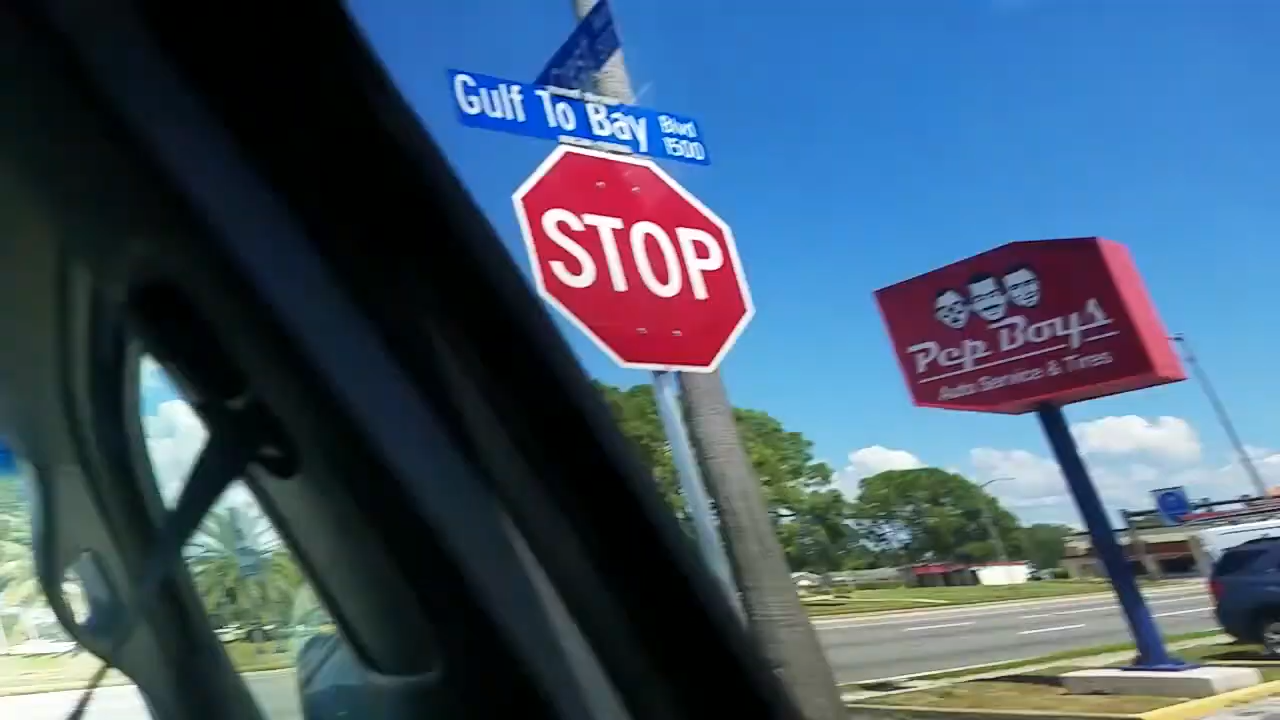 Gulf To Bay Blvd
1500
STOP
Pep Boys
Auto Service & Tires